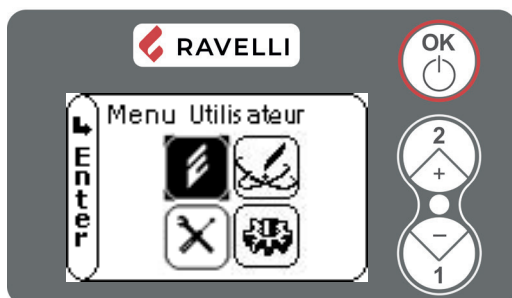 RAVELLI
OK
Menu Utilisateur
Enter
2
+
−
1